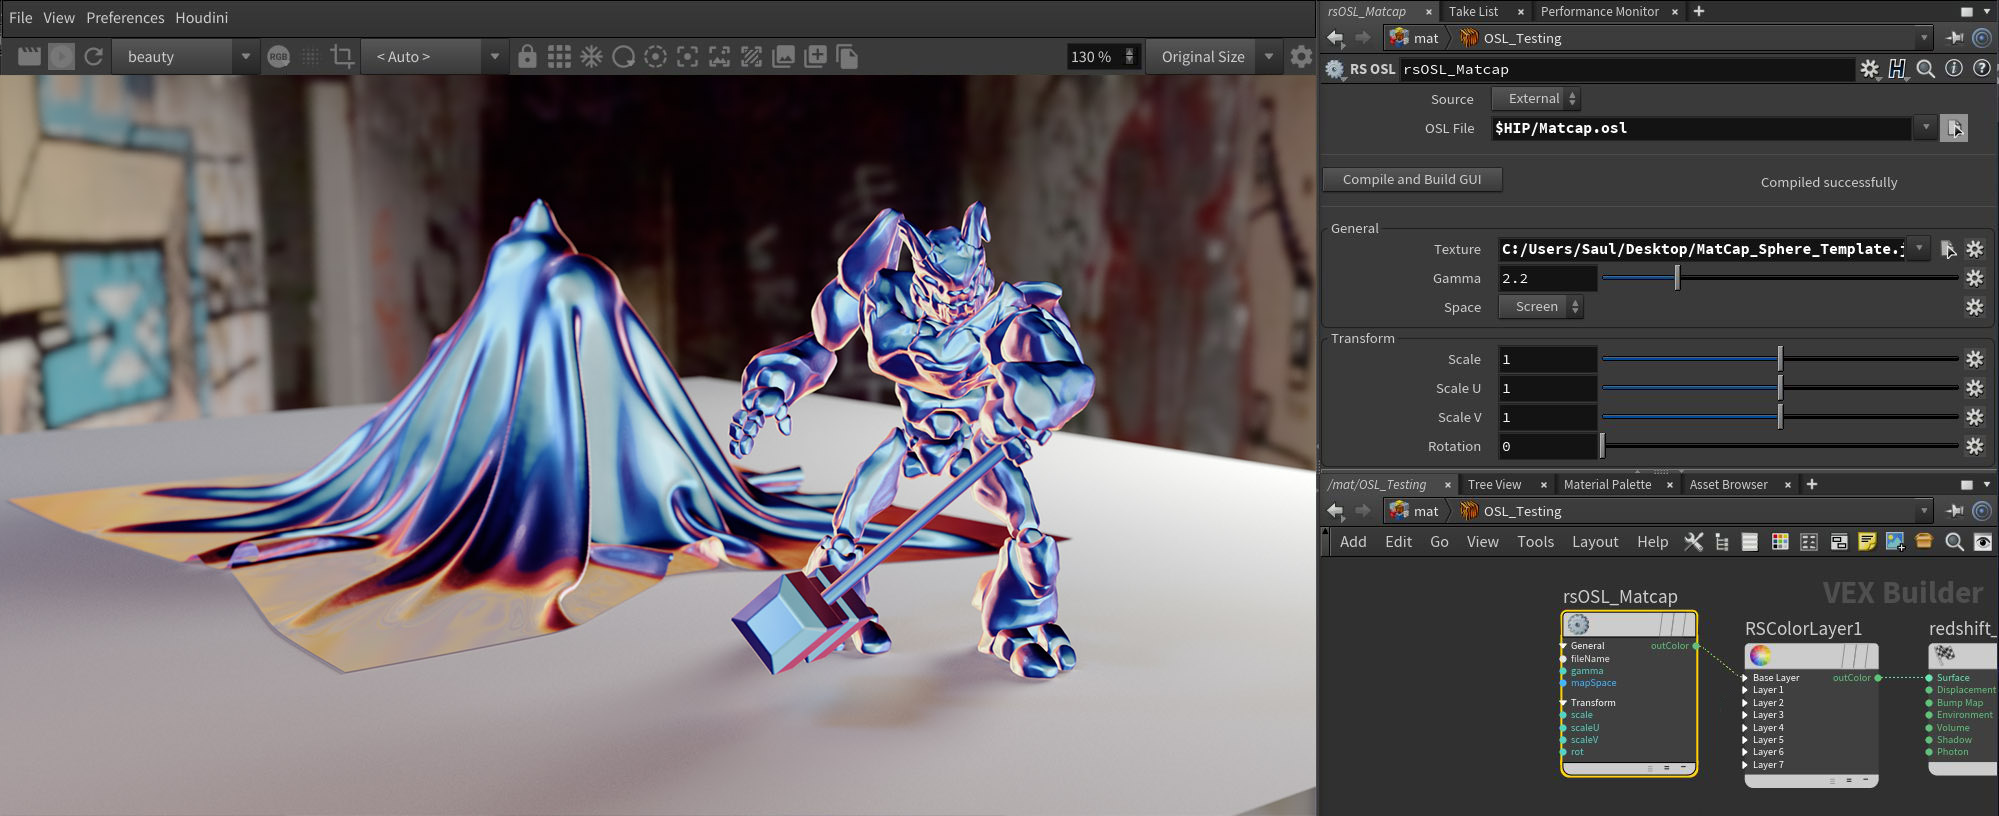 File View Preferences Houdini
beauty
RGB
< Auto >
130 %
Original Size
rsOSL_Matcap × Take List × Performance Monitor × +
mat OSL_Testing
RS OSL rsOSL_Matcap
Source External
OSL File $HIP/Matcap.osl
Compile and Build GUI Compiled successfully
General
Texture C:/Users/Saul/Desktop/MatCap_Sphere_Template.j
Gamma 2.2
Space Screen
Transform
Scale 1
Scale U 1
Scale V 1
Rotation 0
/mat/OSL_Testing × Tree View × Material Palette × Asset Browser × +
mat OSL_Testing
Add Edit Go View Tools Layout Help
VEX Builder
rsOSL_Matcap
General outColor
fileName
gamma
mapSpace
Transform
scale
scaleU
scaleV
rot
RSColorLayer1
Base Layer outColor
Layer 1
Layer 2
Layer 3
Layer 4
Layer 5
Layer 6
Layer 7
redshift_
Surface
Displacement
Bump Map
Environment
Volume
Shadow
Photon